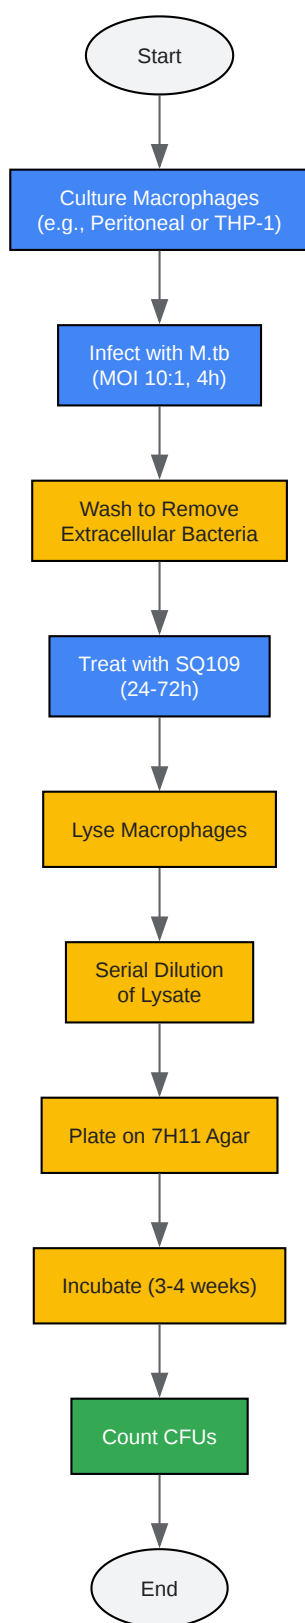 Start
Culture Macrophages
(e.g., Peritoneal or THP-1)
Infect with M.tb
(MOI 10:1, 4h)
Wash to Remove
Extracellular Bacteria
Treat with SQ109
(24-72h)
Lyse Macrophages
Serial Dilution
of Lysate
Plate on 7H11 Agar
Incubate (3-4 weeks)
Count CFUs
End